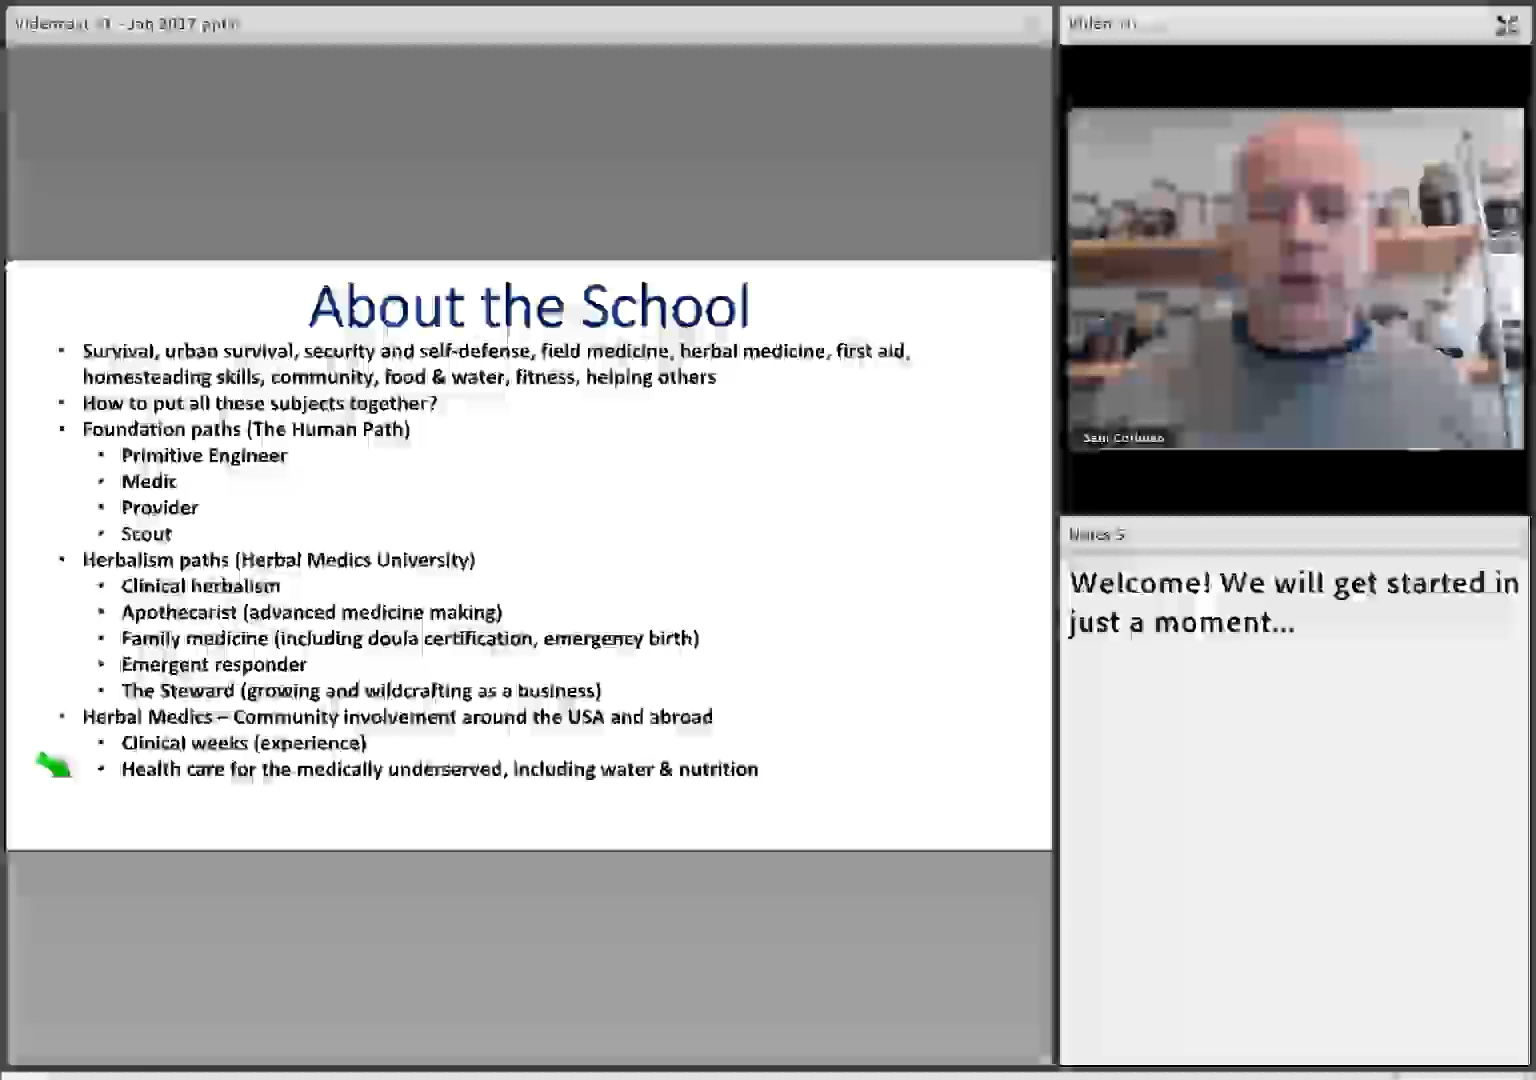 2017
About the School
• Survival, urban survival, security and self-defense, field medicine, herbal medicine, first aid,
homesteading skills, community, food & water, fitness, helping others
• How to put all these subjects together?
• Foundation paths (The Human Path)
• Primitive Engineer
• Medic
• Provider
• Scout
• Herbalism paths (Herbal Medics University)
• Clinical herbalism
• Apothecarist (advanced medicine making)
• Family medicine (including doula certification, emergency birth)
• Emergent responder
• The Steward (growing and wildcrafting as a business)
• Herbal Medics – Community involvement around the USA and abroad
• Clinical weeks (experience)
• Health care for the medically underserved, including water & nutrition
Sam
Welcome! We will get started in
just a moment...